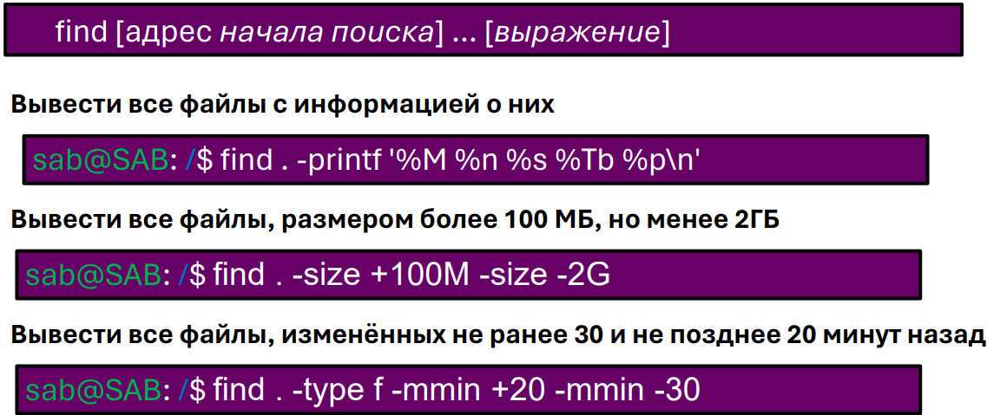 find [адрес начала поиска] ... [выражение]
Вывести все файлы с информацией о них
sab@SAB: /$ find . -printf '%M %n %s %Tb %p\n'
Вывести все файлы, размером более 100 МБ, но менее 2ГБ
sab@SAB: /$ find . -size +100M -size -2G
Вывести все файлы, изменённых не ранее 30 и не позднее 20 минут назад
sab@SAB: /$ find . -type f -mmin +20 -mmin -30